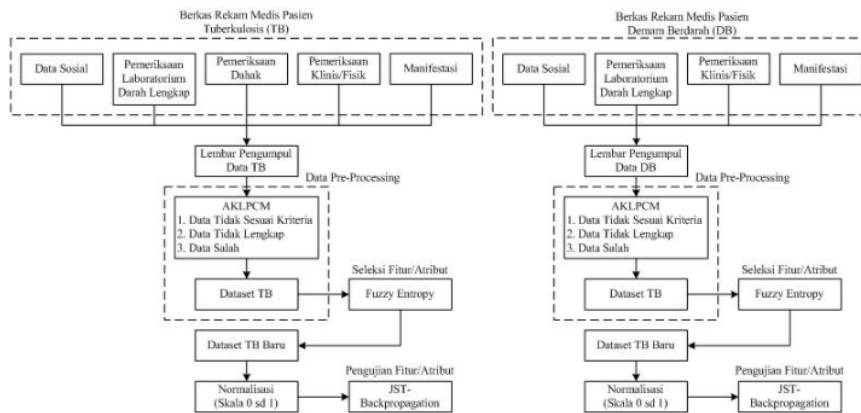 Berkas Rekam Medis Pasien
Tuberkulosis (TB)
Data Sosial
Pemeriksaan
Laboratorium
Darah Lengkap
Pemeriksaan
Dahak
Pemeriksaan
Klinis/Fisik
Manifestasi
Lembar Pengumpul
Data TB
Data Pre-Processing
AKLPCM
1. Data Tidak Sesuai Kriteria
2. Data Tidak Lengkap
3. Data Salah
Seleksi Fitur/Atribut
Dataset TB
Fuzzy Entropy
Dataset TB Baru
Pengujian Fitur/Atribut
Normalisasi
(Skala 0 sd 1)
JST-
Backpropagation
Berkas Rekam Medis Pasien
Demam Berdarah (DB)
Data Sosial
Pemeriksaan
Laboratorium
Darah Lengkap
Pemeriksaan
Klinis/Fisik
Manifestasi
Lembar Pengumpul
Data DB
Data Pre-Processing
AKLPCM
1. Data Tidak Sesuai Kriteria
2. Data Tidak Lengkap
3. Data Salah
Seleksi Fitur/Atribut
Dataset TB
Fuzzy Entropy
Dataset TB Baru
Pengujian Fitur/Atribut
Normalisasi
(Skala 0 sd 1)
JST-
Backpropagation